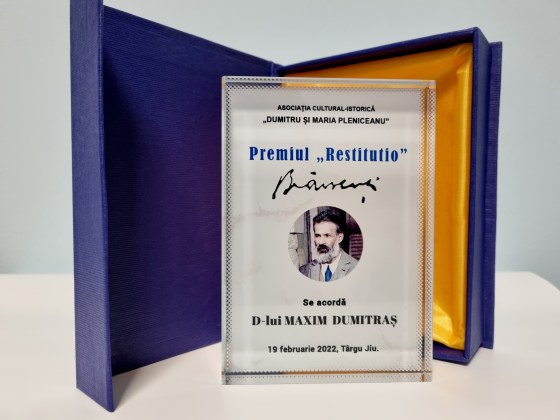 ASOCIAȚIA CULTURAL-ISTORICĂ
„DUMITRU ȘI MARIA PLENICEANU”
Premiul „Restitutio”
Brâncuși
Se acordă
D-lui MAXIM DUMITRAȘ
19 februarie 2022, Târgu Jiu.